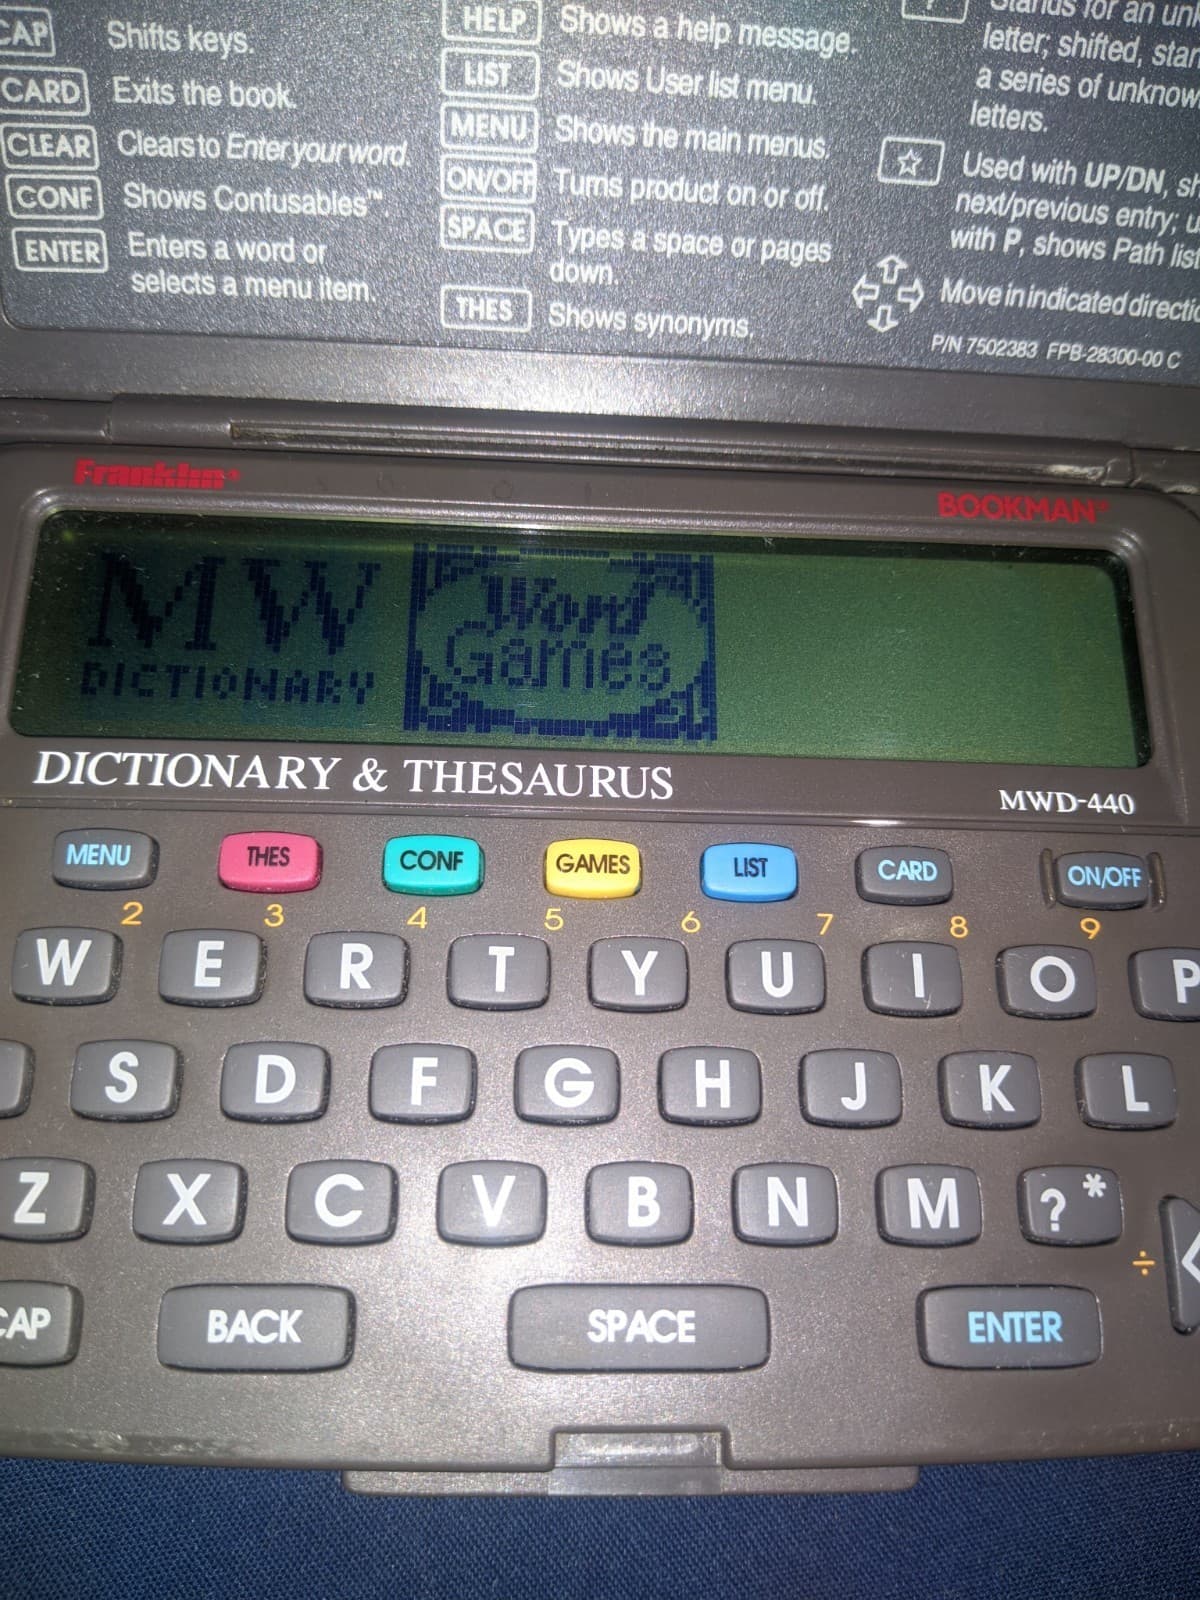 CAP Shifts keys.
CARD Exits the book.
CLEAR Clears to Enter your word.
CONF Shows Confusables™.
ENTER Enters a word or
selects a menu item.
HELP Shows a help message.
LIST Shows User list menu.
MENU Shows the main menus.
ON/OFF Turns product on or off.
SPACE Types a space or pages
down.
THES Shows synonyms.
? Stands for an
letter; shifted,
a series of
letters.
☆ Used with UP/DN,
next/previous entry;
with P, shows Path
Move in indicated
P/N 7502383 FPB-28300-00 C
Franklin®
BOOKMAN®
MW
DICTIONARY
Word
Games
DICTIONARY & THESAURUS
MWD-440
MENU THES CONF GAMES LIST CARD ON/OFF
2 3 4 5 6 7 8 9
W E R T Y U I O P
S D F G H J K L
Z X C V B N M ? *
÷
CAP BACK SPACE ENTER